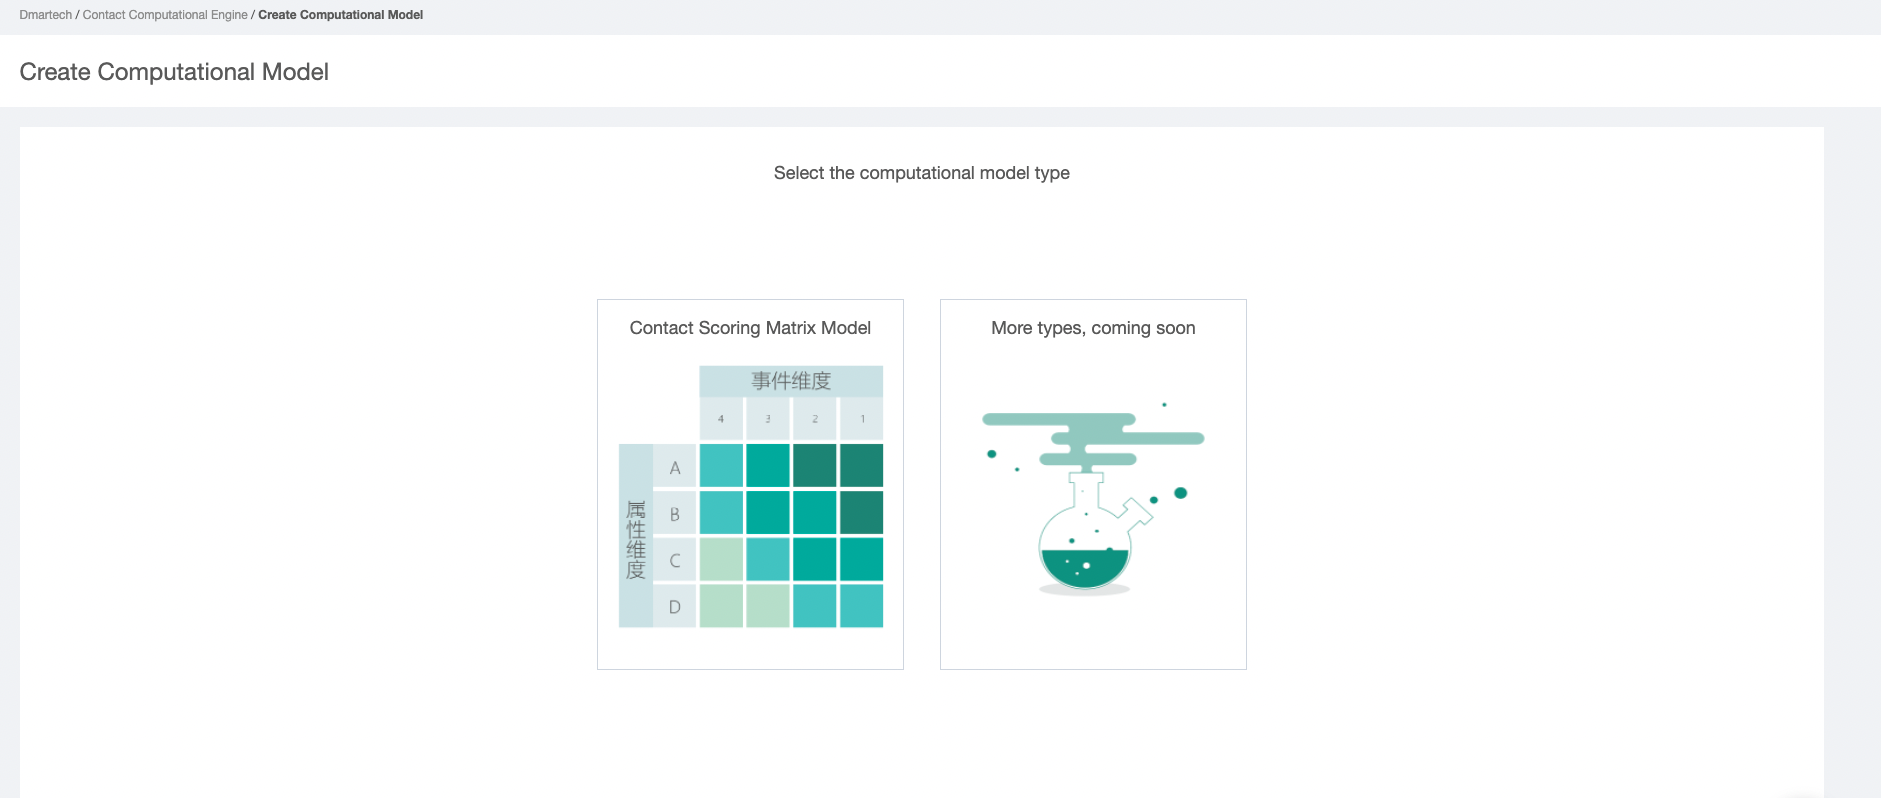 Dmartech / Contact Computational Engine / Create Computational Model
Create Computational Model
Select the computational model type
Contact Scoring Matrix Model
事件维度
4 3 2 1
属性维度
A
B
C
D
More types, coming soon